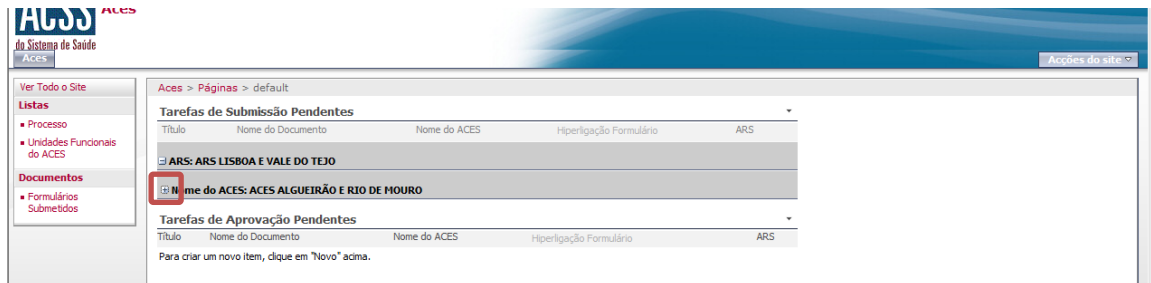 ACSS Aces
do Sistema de Saúde
Aces
Acções do site
Ver Todo o Site
Listas
Processo
Unidades Funcionais
do ACES
Documentos
Formulários
Submetidos
Aces > Páginas > default
Tarefas de Submissão Pendentes
Título Nome do Documento Nome do ACES Hiperligação Formulário ARS
ARS: ARS LISBOA E VALE DO TEJO
Nome do ACES: ACES ALGUEIRÃO E RIO DE MOURO
Tarefas de Aprovação Pendentes
Título Nome do Documento Nome do ACES Hiperligação Formulário ARS
Para criar um novo item, clique em "Novo" acima.